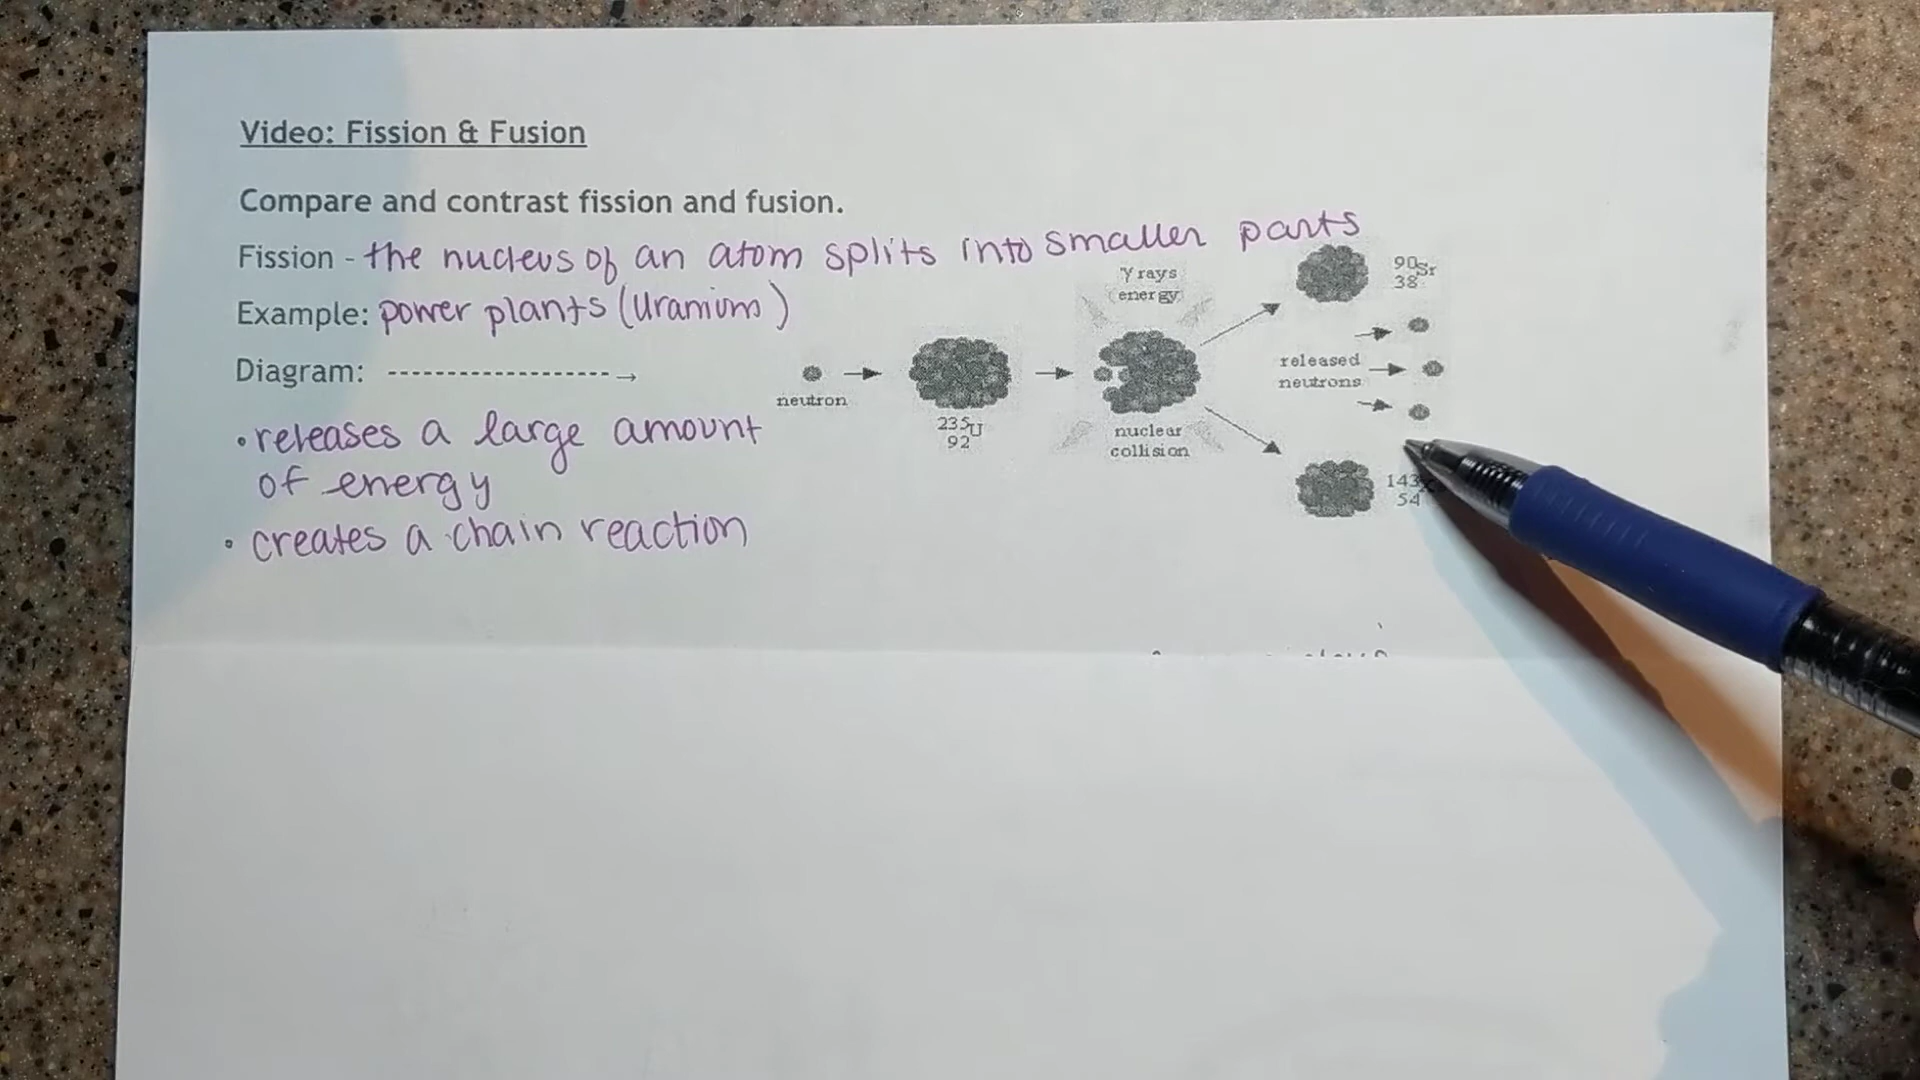 Video: Fission & Fusion
Compare and contrast fission and fusion.
Fission - the nucleus of an atom splits into smaller parts
Example: power plants (Uranium)
Diagram: ------------------→
• releases a large amount
of energy
• creates a chain reaction
neutron
235
U
92
γ rays
energy
nuclear
collision
90
Sr
38
released
neutrons
143
54